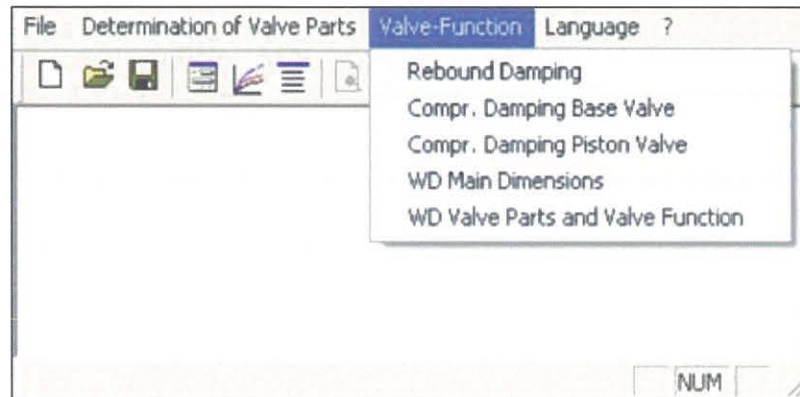 File Determination of Valve Parts Valve-Function Language ?
Rebound Damping
Compr. Damping Base Valve
Compr. Damping Piston Valve
WD Main Dimensions
WD Valve Parts and Valve Function
NUM